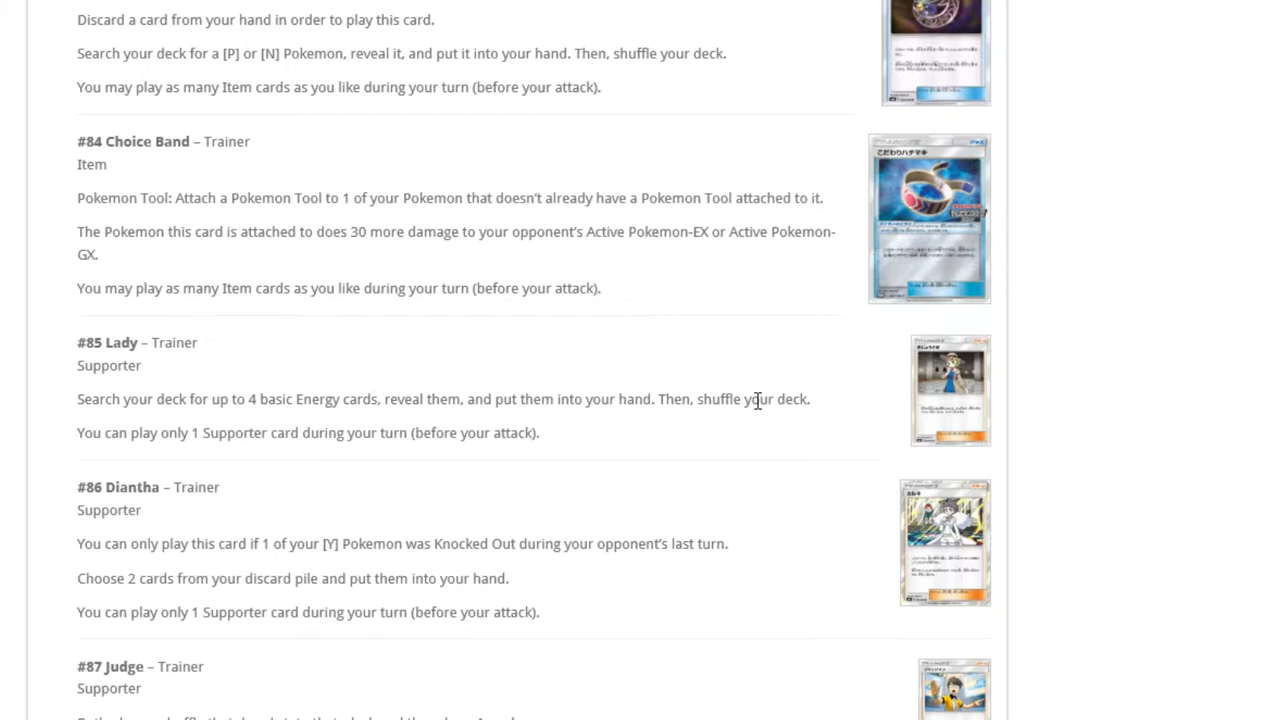 Discard a card from your hand in order to play this card.
Search your deck for a [P] or [N] Pokemon, reveal it, and put it into your hand. Then, shuffle your deck.
You may play as many Item cards as you like during your turn (before your attack).
#84 Choice Band – Trainer
Item
こだわりハチマキ
Pokemon Tool: Attach a Pokemon Tool to 1 of your Pokemon that doesn’t already have a Pokemon Tool attached to it.
The Pokemon this card is attached to does 30 more damage to your opponent’s Active Pokemon-EX or Active Pokemon-
GX.
You may play as many Item cards as you like during your turn (before your attack).
#85 Lady – Trainer
Supporter
Search your deck for up to 4 basic Energy cards, reveal them, and put them into your hand. Then, shuffle your deck.
You can play only 1 Supporter card during your turn (before your attack).
#86 Diantha – Trainer
Supporter
You can only play this card if 1 of your [Y] Pokemon was Knocked Out during your opponent’s last turn.
Choose 2 cards from your discard pile and put them into your hand.
You can play only 1 Supporter card during your turn (before your attack).
#87 Judge – Trainer
Supporter